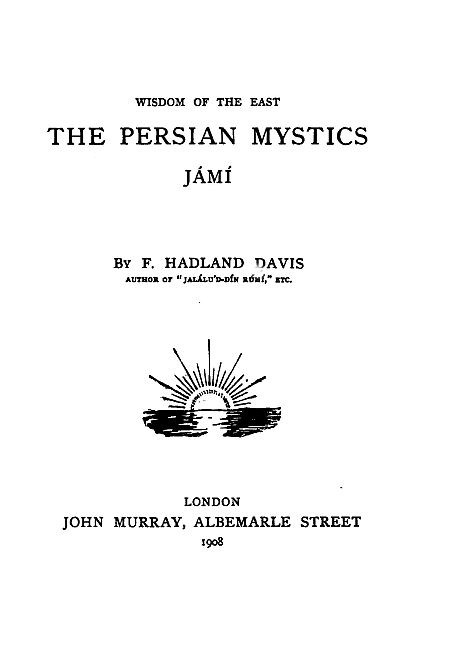 WISDOM OF THE EAST
THE PERSIAN MYSTICS
JÁMÍ
BY F. HADLAND DAVIS
AUTHOR OF "JALÁLU'D-DÍN RÚMÍ," ETC.
LONDON
JOHN MURRAY, ALBEMARLE STREET
1908